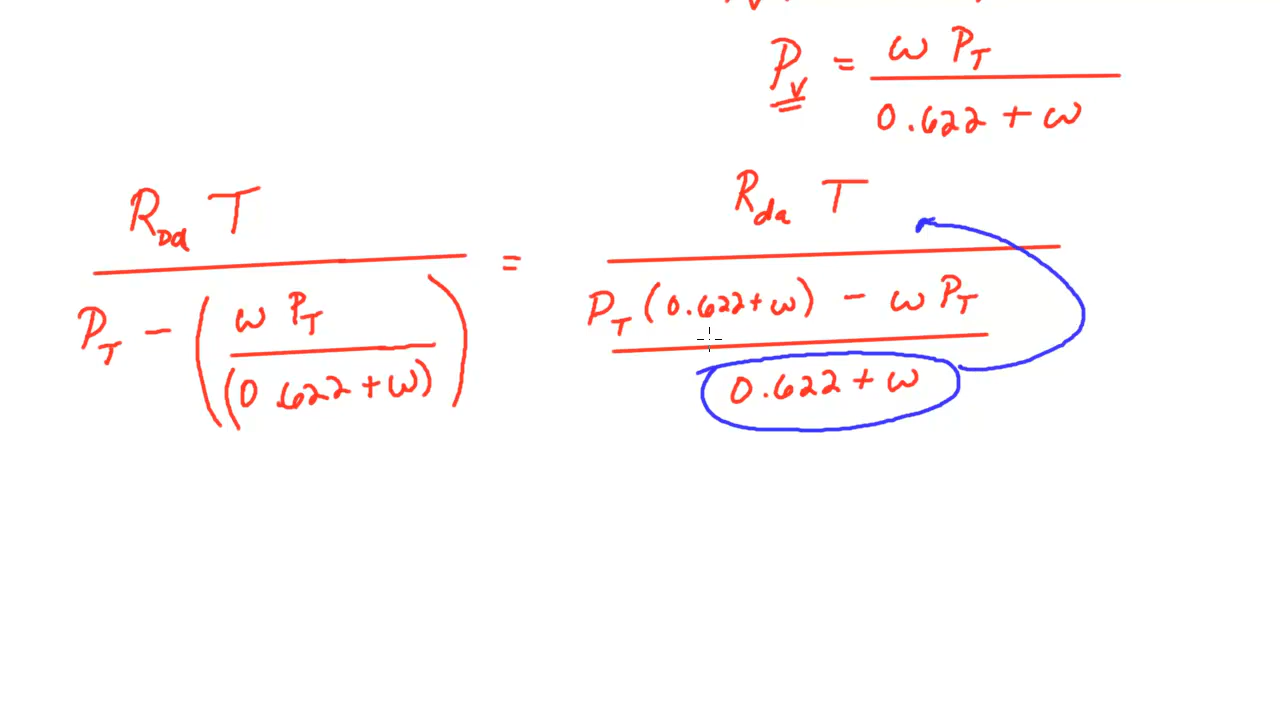 P_v = ω P_T / 0.622 + ω
R_Da T / P_T - (ω P_T / (0.622 + ω)) = R_da T / (P_T (0.622 + ω) - ω P_T / 0.622 + ω)